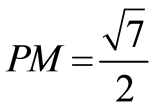 PM = √7/2